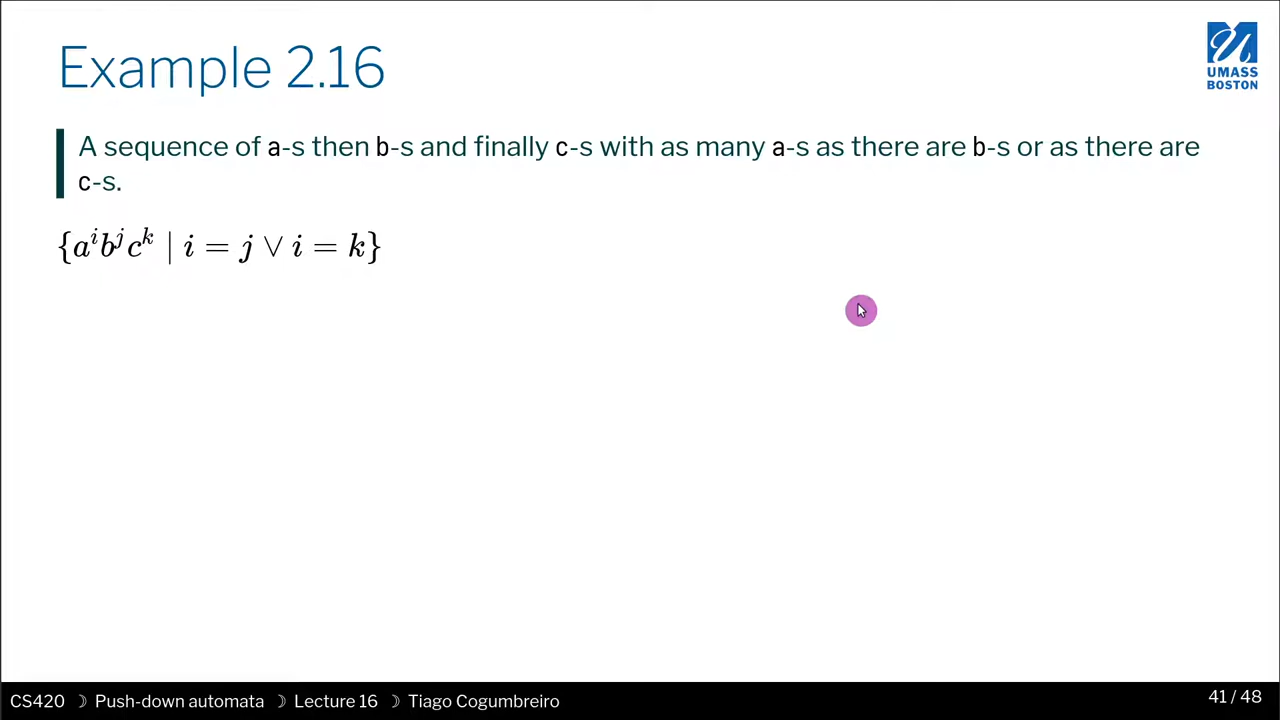 Example 2.16
UMASS
BOSTON
A sequence of a-s then b-s and finally c-s with as many a-s as there are b-s or as there are
c-s.
{aⁱbʲcᵏ | i = j ∨ i = k}
CS420 ☽ Push-down automata ☽ Lecture 16 ☽ Tiago Cogumbreiro
41 / 48